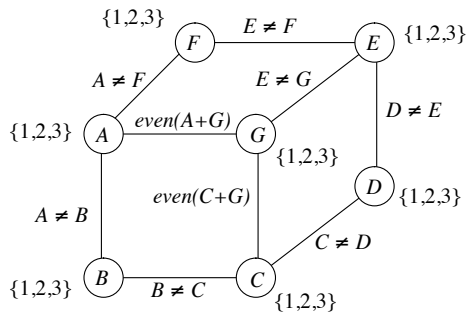 {1,2,3} F E ≠ F E {1,2,3}
A ≠ F E ≠ G
{1,2,3} A even(A+G) G D ≠ E
{1,2,3}
A ≠ B even(C+G) D {1,2,3}
C ≠ D
{1,2,3} B B ≠ C C {1,2,3}